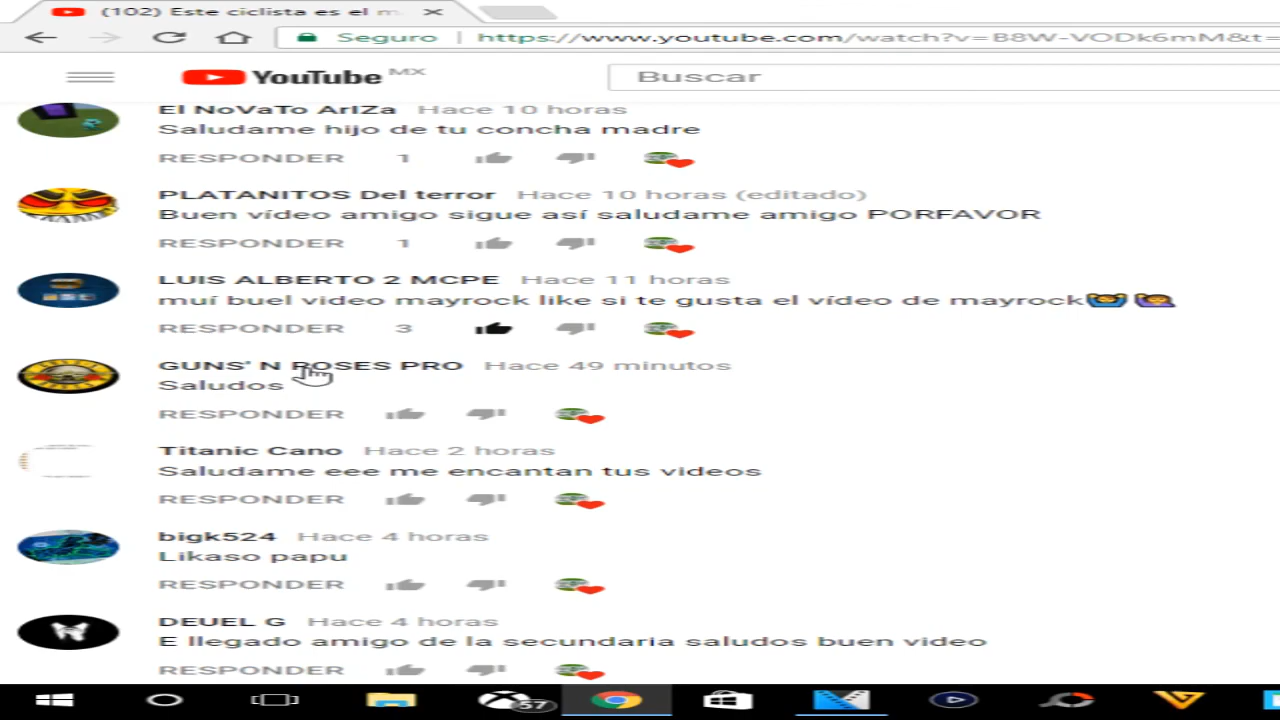 (102) Este ciclista es el m
Seguro | https://www.youtube.com/watch?v=B8W-VODk6mM&t=
YouTube MX
Buscar
El NoVaTo ArIZa Hace 10 horas
Saludame hijo de tu concha madre
RESPONDER 1
PLATANITOS Del terror Hace 10 horas (editado)
Buen vídeo amigo sigue así saludame amigo PORFAVOR
RESPONDER 1
LUIS ALBERTO 2 MCPE Hace 11 horas
muí buel video mayrock like si te gusta el vídeo de mayrock
RESPONDER 3
GUNS' N ROSES PRO Hace 49 minutos
Saludos
RESPONDER
Titanic Cano Hace 2 horas
Saludame eee me encantan tus videos
RESPONDER
bigk524 Hace 4 horas
Likaso papu
RESPONDER
DEUEL G Hace 4 horas
E llegado amigo de la secundaria saludos buen video
RESPONDER
57